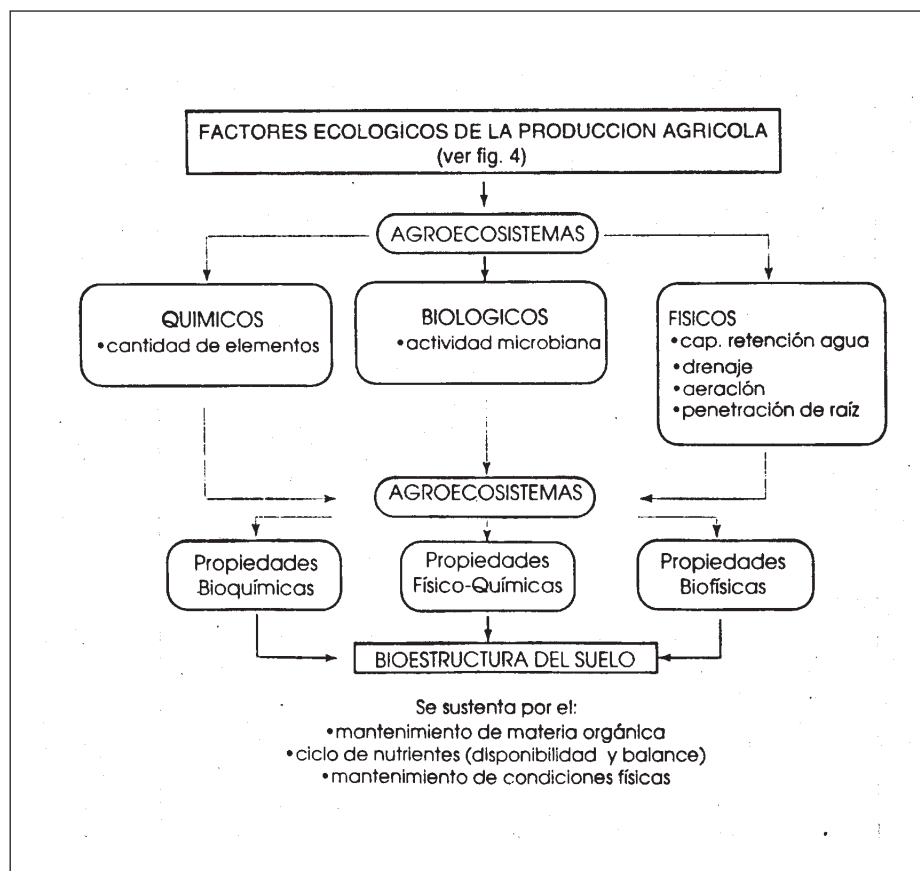 FACTORES ECOLOGICOS DE LA PRODUCCION AGRICOLA
(ver fig. 4)
AGROECOSISTEMAS
QUIMICOS
•cantidad de elementos
BIOLOGICOS
•actividad microbiana
FISICOS
•cap. retención agua
•drenaje
•aeración
•penetración de raíz
AGROECOSISTEMAS
Propiedades
Bioquímicas
Propiedades
Físico-Químicas
Propiedades
Biofísicas
BIOESTRUCTURA DEL SUELO
Se sustenta por el:
•mantenimiento de materia orgánica
•ciclo de nutrientes (disponibilidad y balance)
•mantenimiento de condiciones físicas